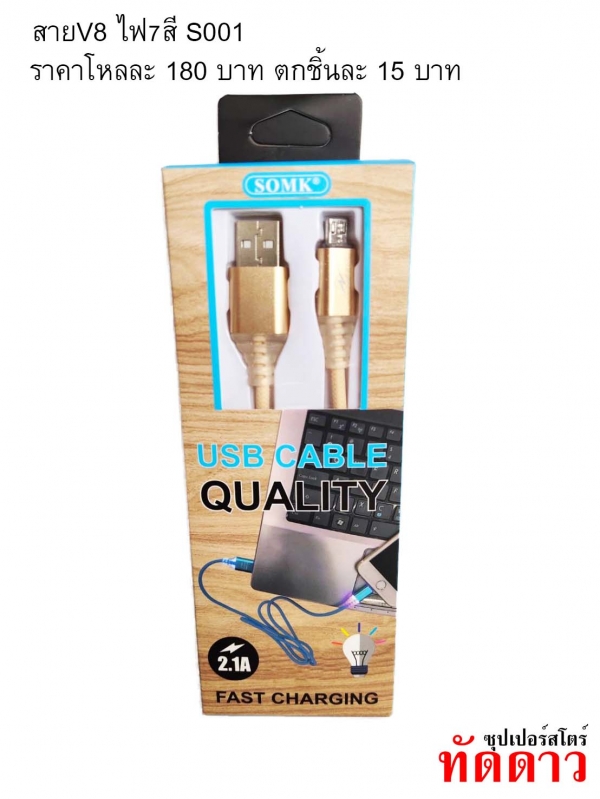 สายV8 ไฟ7สี S001
ราคาโหลละ 180 บาท ตกชิ้นละ 15 บาท
SOMK®
USB CABLE
QUALITY
2.1A
FAST CHARGING
ซุปเปอร์สโตร์
ทัดดาว